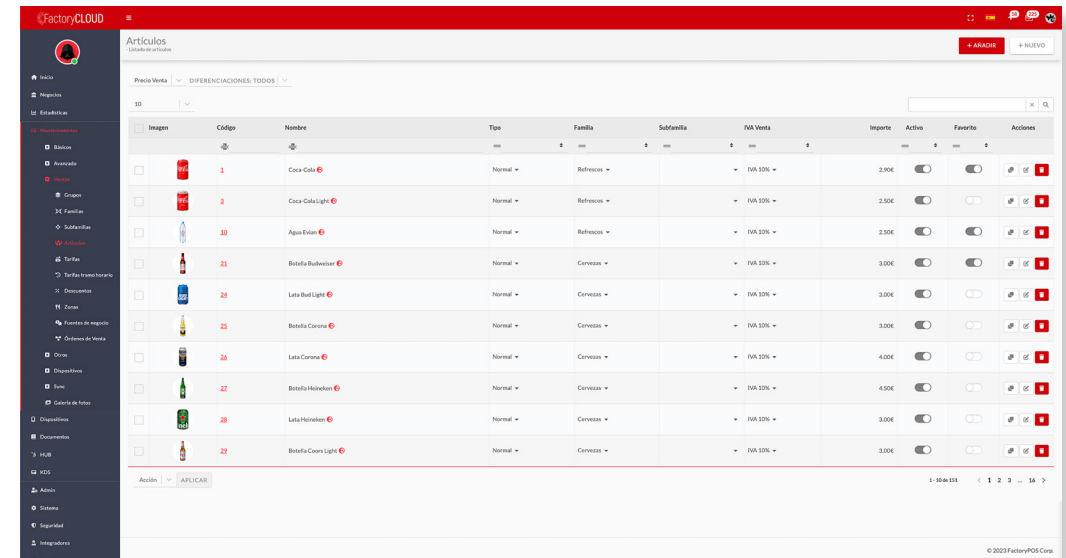 FactoryCLOUD
28
225
Artículos
- Listado de artículos
+ AÑADIR
+ NUEVO
Inicio
Negocios
Estadísticas
Mantenimientos
Básicos
Avanzado
Ventas
Grupos
Familias
Subfamilias
Artículos
Tarifas
Tarifas tramo horario
Descuentos
Zonas
Fuentes de negocio
Órdenes de Venta
Otros
Dispositivos
Sync
Galería de fotos
Dispositivos
Documentos
HUB
KDS
Admin
Sistema
Seguridad
Integradores
Precio Venta
DIFERENCIACIONES: TODOS
10
Imagen Código Nombre Tipo Familia Subfamilia IVA Venta Importe Activo Favorito Acciones
1 Coca-Cola Normal Refrescos IVA 10% 2.90€
3 Coca-Cola Light Normal Refrescos IVA 10% 2.50€
10 Agua Evian Normal Refrescos IVA 10% 2.50€
21 Botella Budweiser Normal Cervezas IVA 10% 3.00€
24 Lata Bud Light Normal Cervezas IVA 10% 3.00€
25 Botella Corona Normal Cervezas IVA 10% 3.00€
26 Lata Corona Normal Cervezas IVA 10% 4.00€
27 Botella Heineken Normal Cervezas IVA 10% 4.50€
28 Lata Heineken Normal Cervezas IVA 10% 3.00€
29 Botella Coors Light Normal Cervezas IVA 10% 3.00€
Acción
APLICAR
1 - 10 de 151
1 2 3 ... 16
© 2023 FactoryPOS Corp.